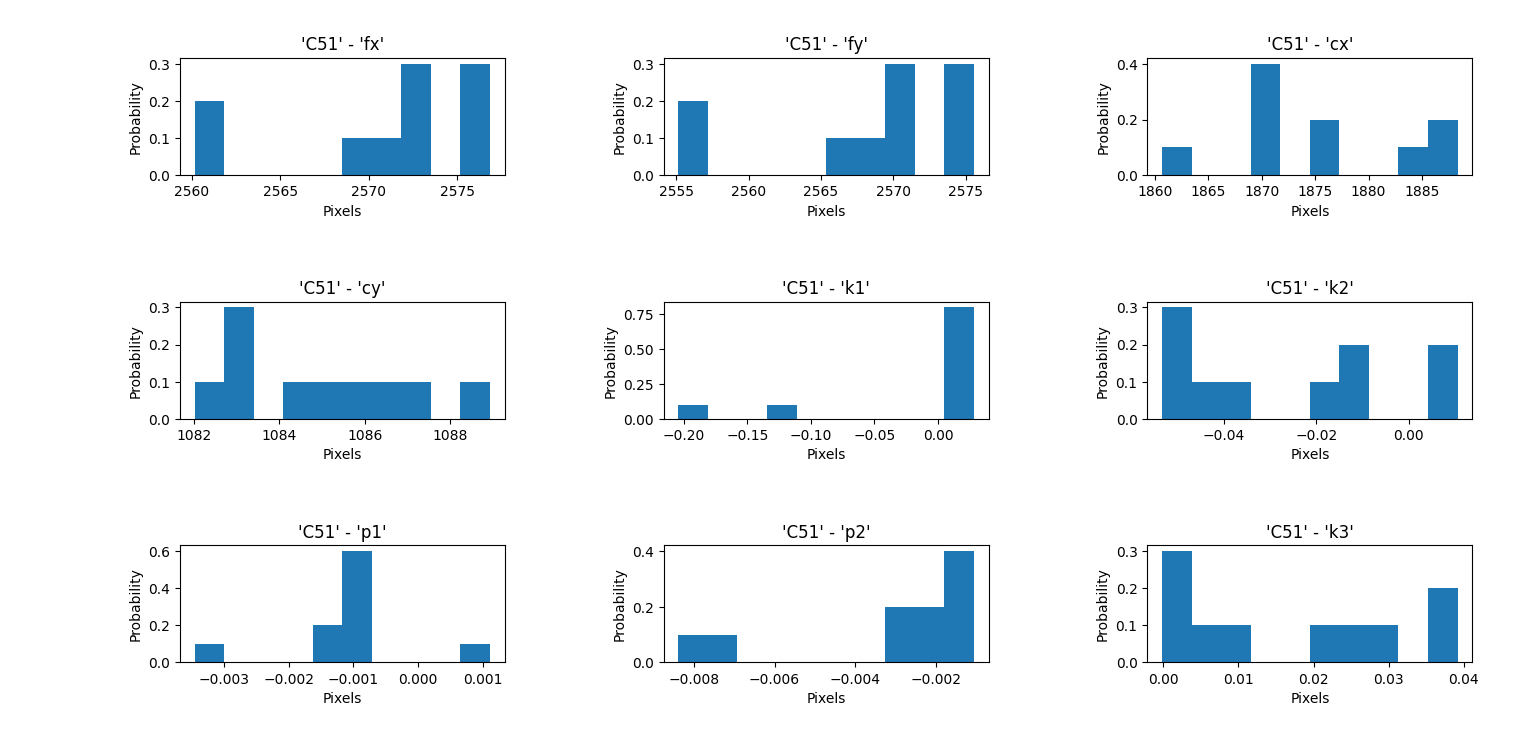 'C51' - 'fx'
Probability
0.3
0.2
0.1
0.0
2560 2565 2570 2575
Pixels
'C51' - 'fy'
Probability
0.3
0.2
0.1
0.0
2555 2560 2565 2570 2575
Pixels
'C51' - 'cx'
Probability
0.4
0.2
0.0
1860 1865 1870 1875 1880 1885
Pixels
'C51' - 'cy'
Probability
0.3
0.2
0.1
0.0
1082 1084 1086 1088
Pixels
'C51' - 'k1'
Probability
0.75
0.50
0.25
0.00
−0.20 −0.15 −0.10 −0.05 0.00
Pixels
'C51' - 'k2'
Probability
0.3
0.2
0.1
0.0
−0.04 −0.02 0.00
Pixels
'C51' - 'p1'
Probability
0.6
0.4
0.2
0.0
−0.003 −0.002 −0.001 0.000 0.001
Pixels
'C51' - 'p2'
Probability
0.4
0.2
0.0
−0.008 −0.006 −0.004 −0.002
Pixels
'C51' - 'k3'
Probability
0.3
0.2
0.1
0.0
0.00 0.01 0.02 0.03 0.04
Pixels